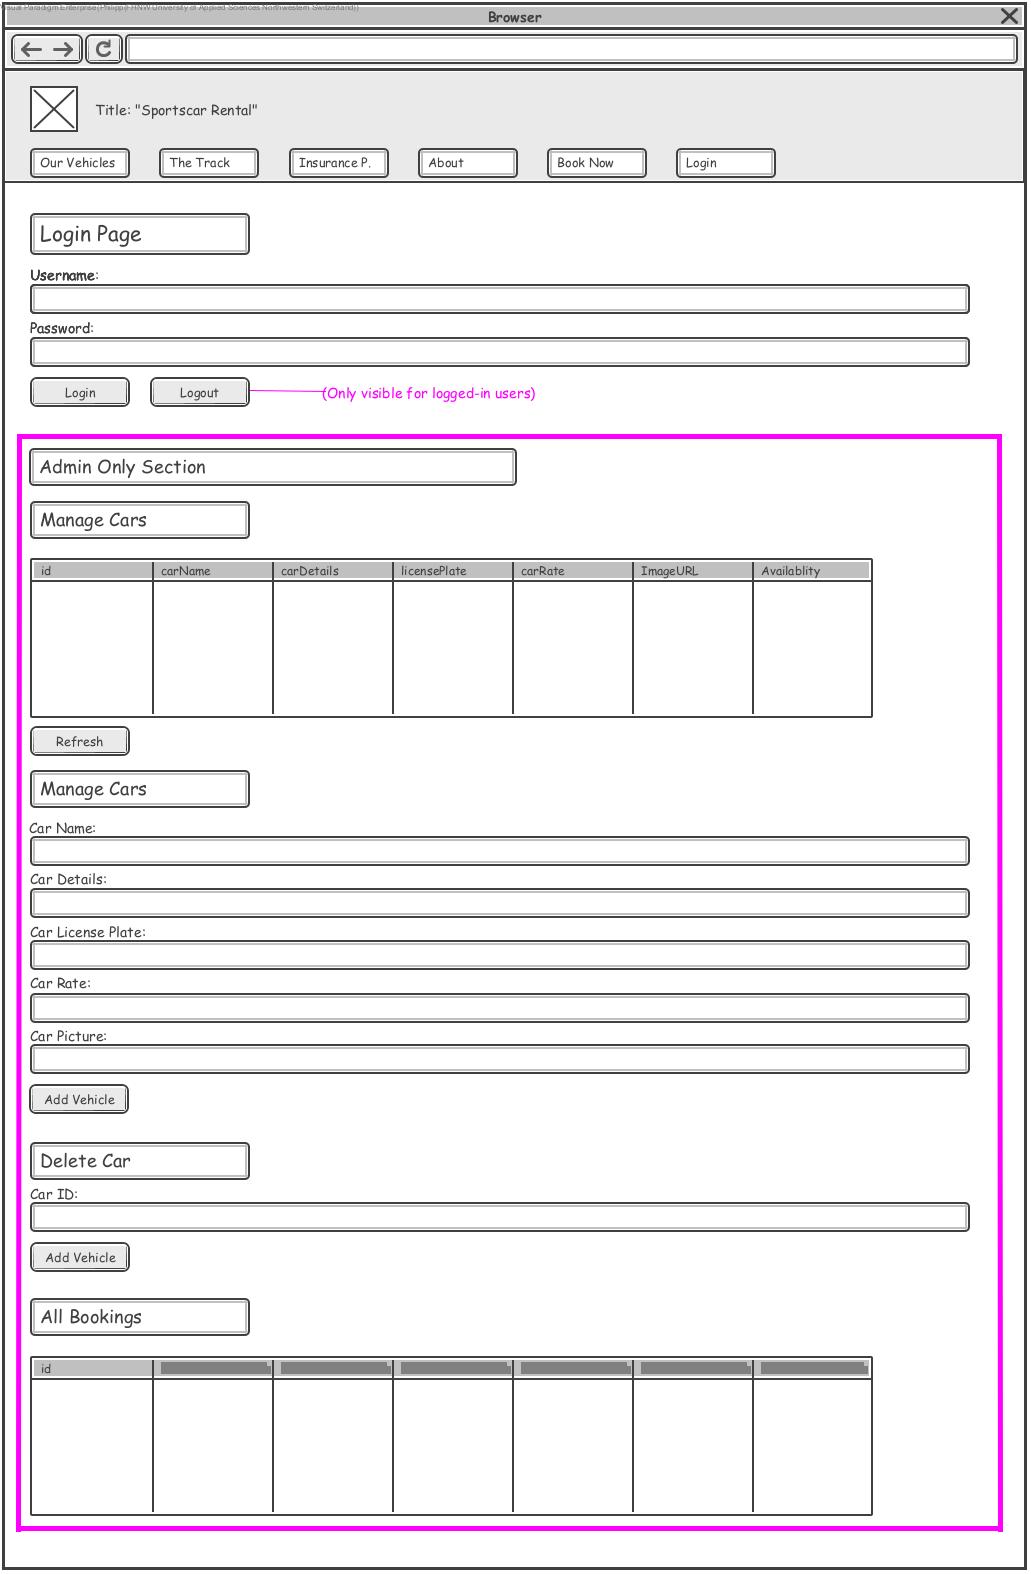 Visual Paradigm Enterprise(Philipp(FHNW University of Applied Sciences Northwestern Switzerland))
Browser
Title: "Sportscar Rental"
Our Vehicles The Track Insurance P. About Book Now Login
Login Page
Username:
Password:
Login Logout (Only visible for logged-in users)
Admin Only Section
Manage Cars
id carName carDetails licensePlate carRate ImageURL Availablity
Refresh
Manage Cars
Car Name:
Car Details:
Car License Plate:
Car Rate:
Car Picture:
Add Vehicle
Delete Car
Car ID:
Add Vehicle
All Bookings
id